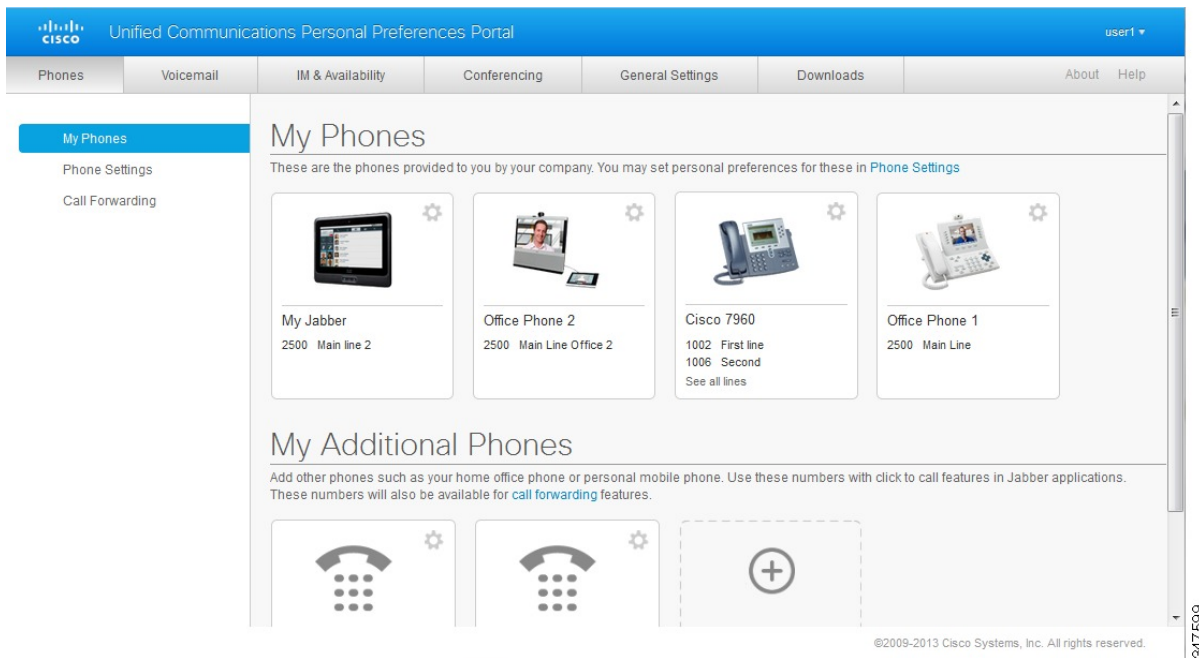 CISCO Unified Communications Personal Preferences Portal user1
Phones Voicemail IM & Availability Conferencing General Settings Downloads About Help
My Phones
Phone Settings
Call Forwarding
My Phones
These are the phones provided to you by your company. You may set personal preferences for these in Phone Settings
My Jabber
2500 Main line 2
Office Phone 2
2500 Main Line Office 2
Cisco 7960
1002 First line
1006 Second
See all lines
Office Phone 1
2500 Main Line
My Additional Phones
Add other phones such as your home office phone or personal mobile phone. Use these numbers with click to call features in Jabber applications.
These numbers will also be available for call forwarding features.
©2009-2013 Cisco Systems, Inc. All rights reserved.
347599